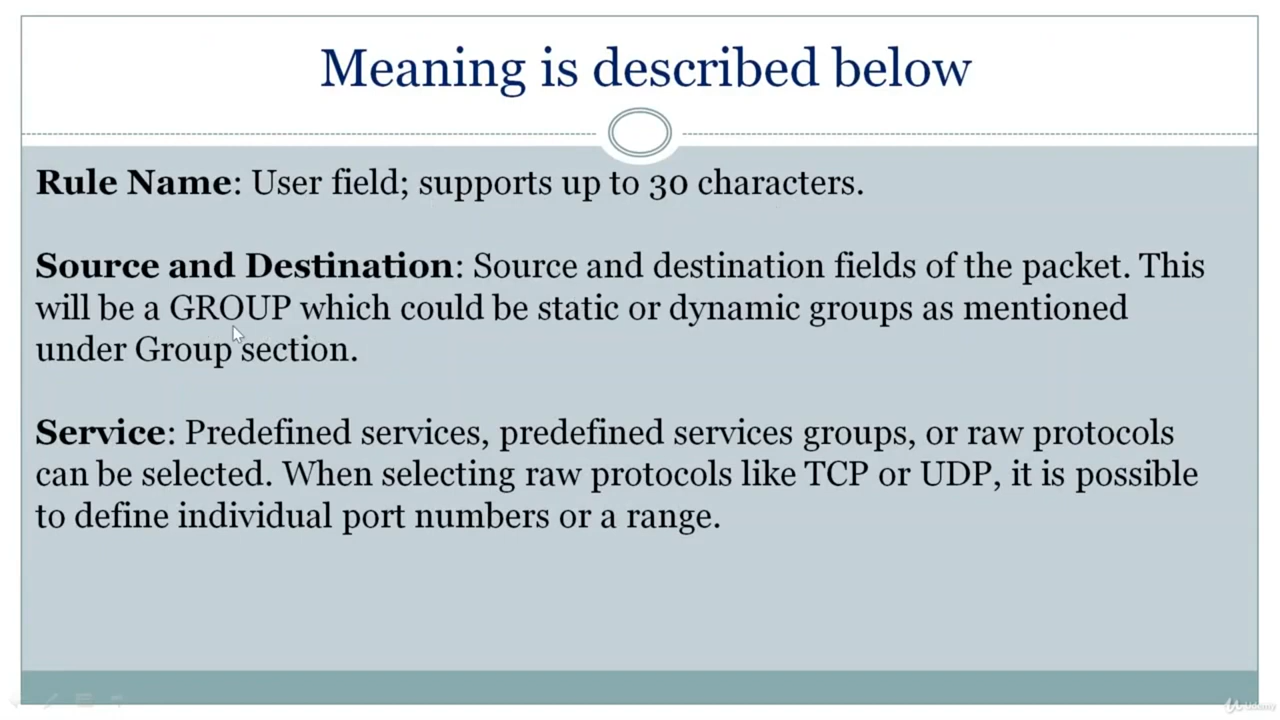 Meaning is described below
Rule Name: User field; supports up to 30 characters.
Source and Destination: Source and destination fields of the packet. This
will be a GROUP which could be static or dynamic groups as mentioned
under Group section.
Service: Predefined services, predefined services groups, or raw protocols
can be selected. When selecting raw protocols like TCP or UDP, it is possible
to define individual port numbers or a range.
Udemy